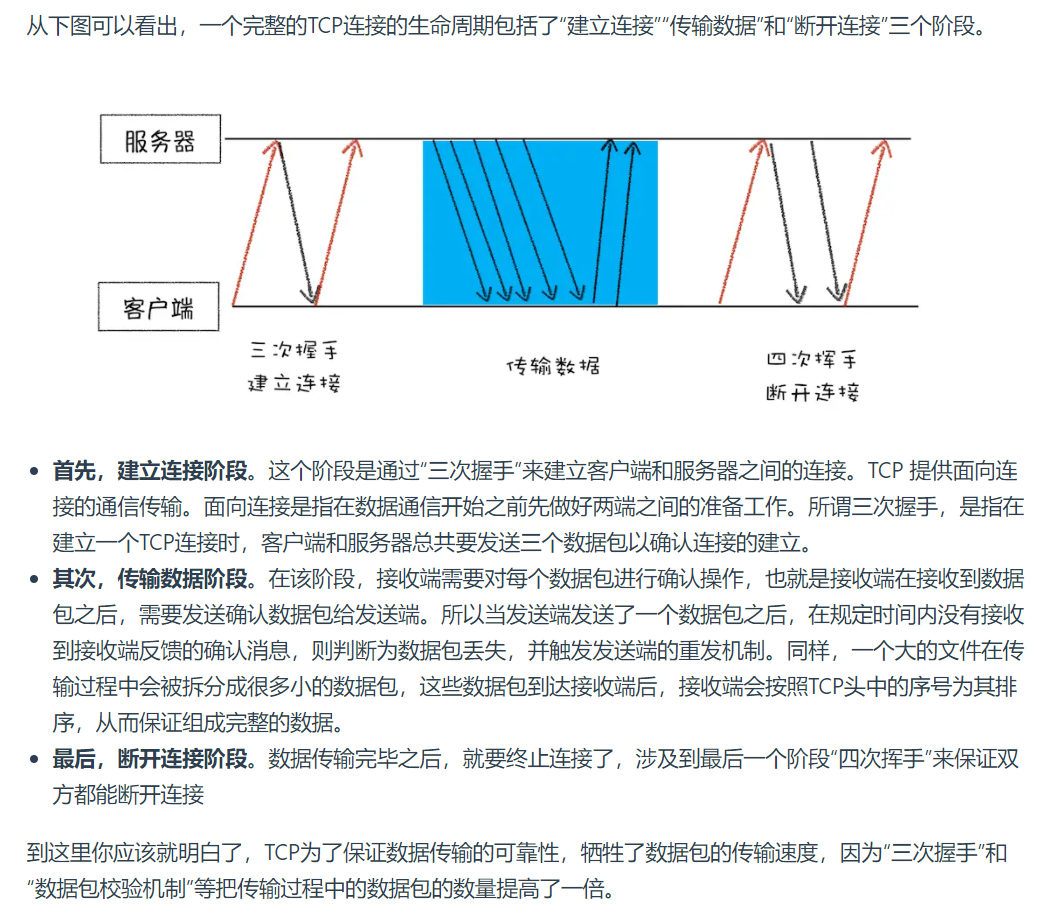 从下图可以看出，一个完整的TCP连接的生命周期包括了“建立连接”“传输数据”和“断开连接”三个阶段。
服务器
客户端
三次握手
建立连接
传输数据
四次挥手
断开连接
• 首先，建立连接阶段。这个阶段是通过“三次握手”来建立客户端和服务器之间的连接。TCP 提供面向连
接的通信传输。面向连接是指在数据通信开始之前先做好两端之间的准备工作。所谓三次握手，是指在
建立一个TCP连接时，客户端和服务器总共要发送三个数据包以确认连接的建立。
• 其次，传输数据阶段。在该阶段，接收端需要对每个数据包进行确认操作，也就是接收端在接收到数据
包之后，需要发送确认数据包给发送端。所以当发送端发送了一个数据包之后，在规定时间内没有接收
到接收端反馈的确认消息，则判断为数据包丢失，并触发发送端的重发机制。同样，一个大的文件在传
输过程中会被拆分成很多小的数据包，这些数据包到达接收端后，接收端会按照TCP头中的序号为其排
序，从而保证组成完整的数据。
• 最后，断开连接阶段。数据传输完毕之后，就要终止连接了，涉及到最后一个阶段“四次挥手”来保证双
方都能断开连接
到这里你应该就明白了，TCP为了保证数据传输的可靠性，牺牲了数据包的传输速度，因为“三次握手”和
“数据包校验机制”等把传输过程中的数据包的数量提高了一倍。